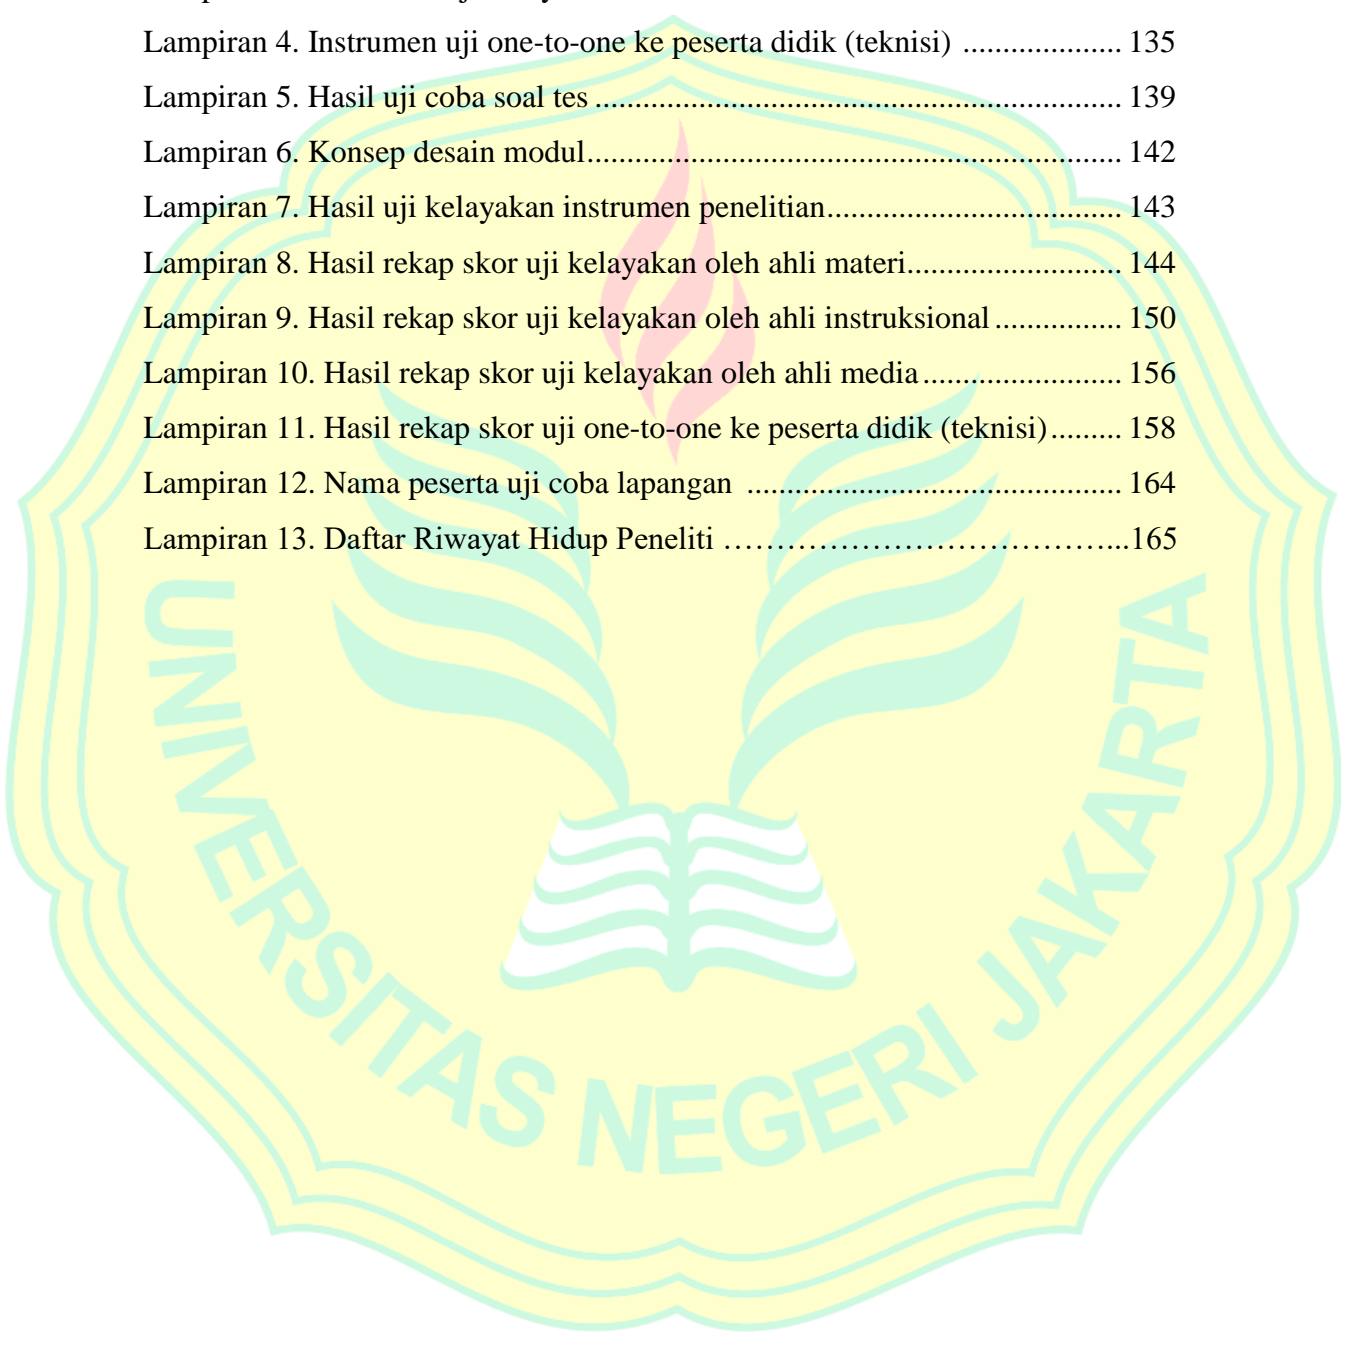 Lampiran 4. Instrumen uji one-to-one ke peserta didik (teknisi) .................... 135
Lampiran 5. Hasil uji coba soal tes .................................................................. 139
Lampiran 6. Konsep desain modul................................................................... 142
Lampiran 7. Hasil uji kelayakan instrumen penelitian..................................... 143
Lampiran 8. Hasil rekap skor uji kelayakan oleh ahli materi........................... 144
Lampiran 9. Hasil rekap skor uji kelayakan oleh ahli instruksional ................ 150
Lampiran 10. Hasil rekap skor uji kelayakan oleh ahli media ......................... 156
Lampiran 11. Hasil rekap skor uji one-to-one ke peserta didik (teknisi) ......... 158
Lampiran 12. Nama peserta uji coba lapangan ............................................... 164
Lampiran 13. Daftar Riwayat Hidup Peneliti ………………………………...165
UNIVERSITAS NEGERI JAKARTA